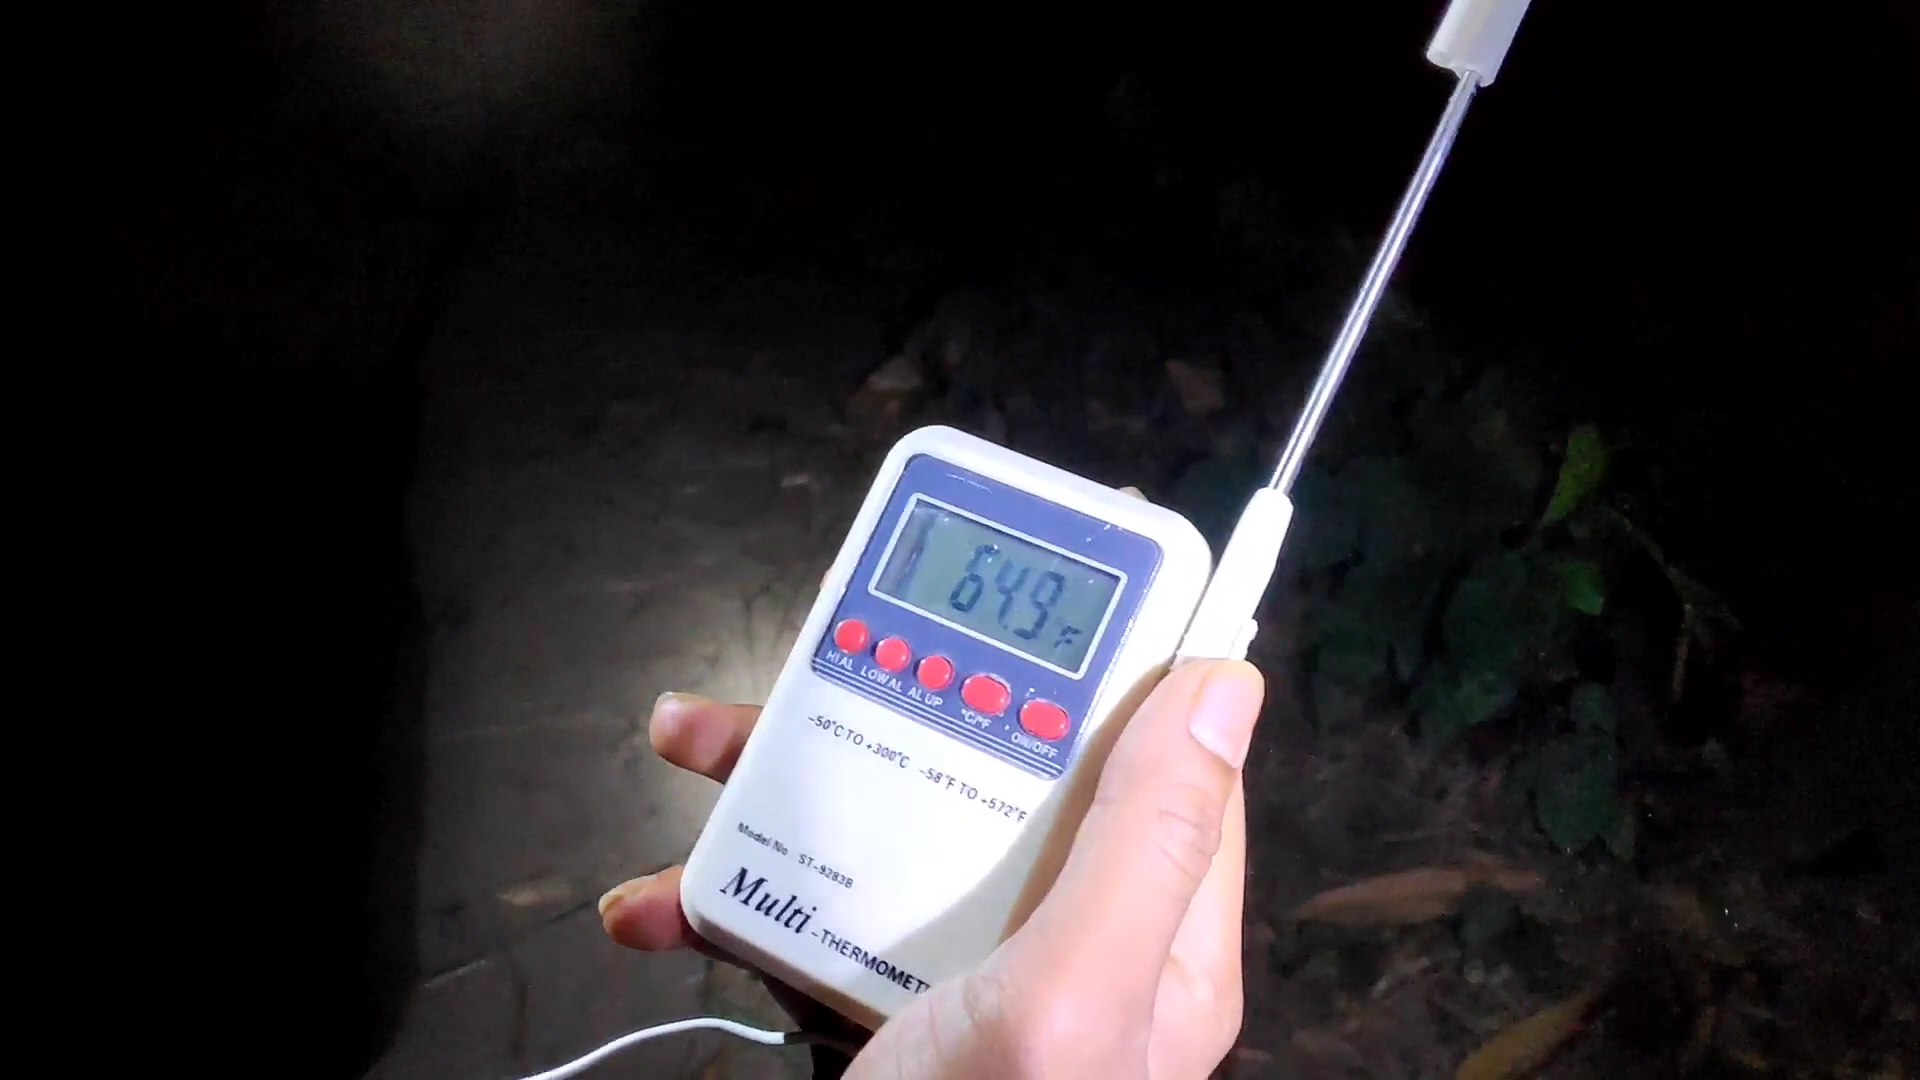 64.9 °F
HI AL LOW AL AL UP °C/°F ON/OFF
-50°C TO +300°C -58°F TO +572°F
Model No ST-9283B
Multi -THERMOMET